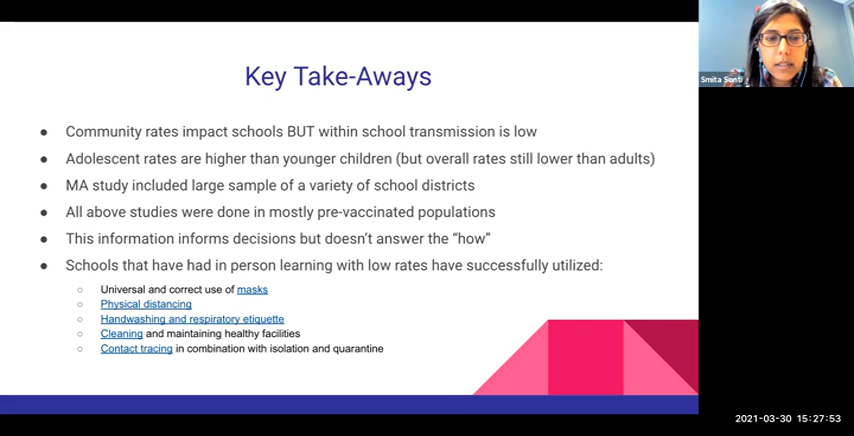 Key Take-Aways
● Community rates impact schools BUT within school transmission is low
● Adolescent rates are higher than younger children (but overall rates still lower than adults)
● MA study included large sample of a variety of school districts
● All above studies were done in mostly pre-vaccinated populations
● This information informs decisions but doesn't answer the “how”
● Schools that have had in person learning with low rates have successfully utilized:
○ Universal and correct use of masks
○ Physical distancing
○ Handwashing and respiratory etiquette
○ Cleaning and maintaining healthy facilities
○ Contact tracing in combination with isolation and quarantine
Smita Sonti
2021-03-30 15:27:53